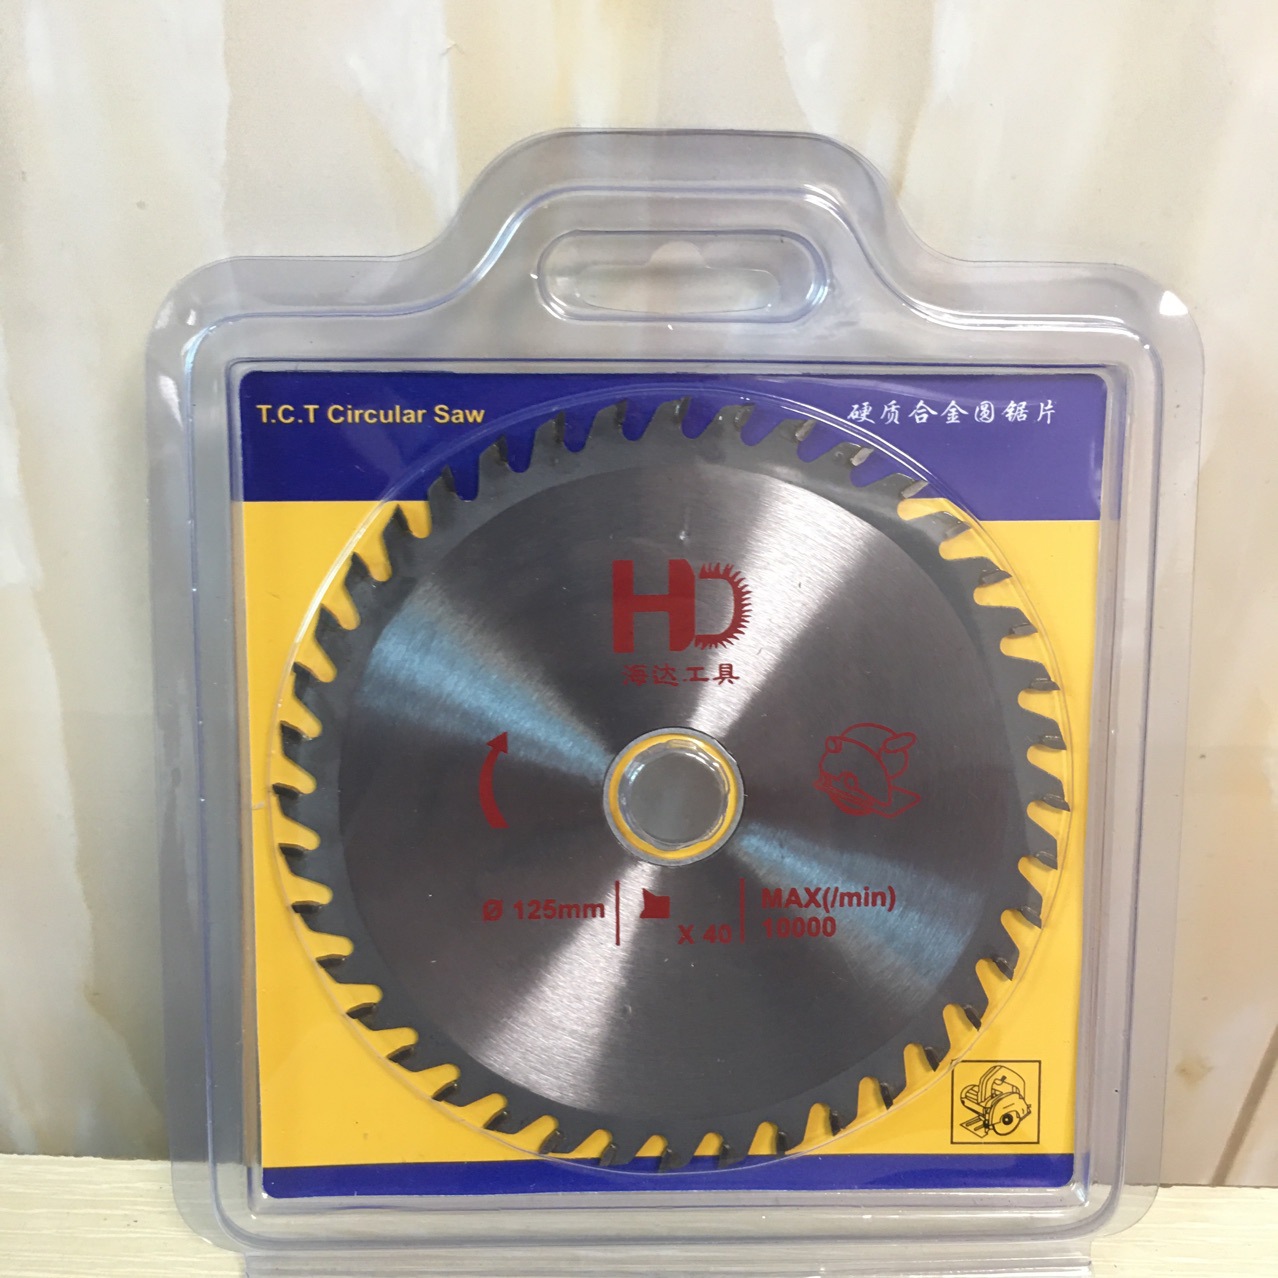 T.C.T Circular Saw
硬质合金圆锯片
HD
海达工具
Ø 125mm
X 40
MAX(/min)
10000